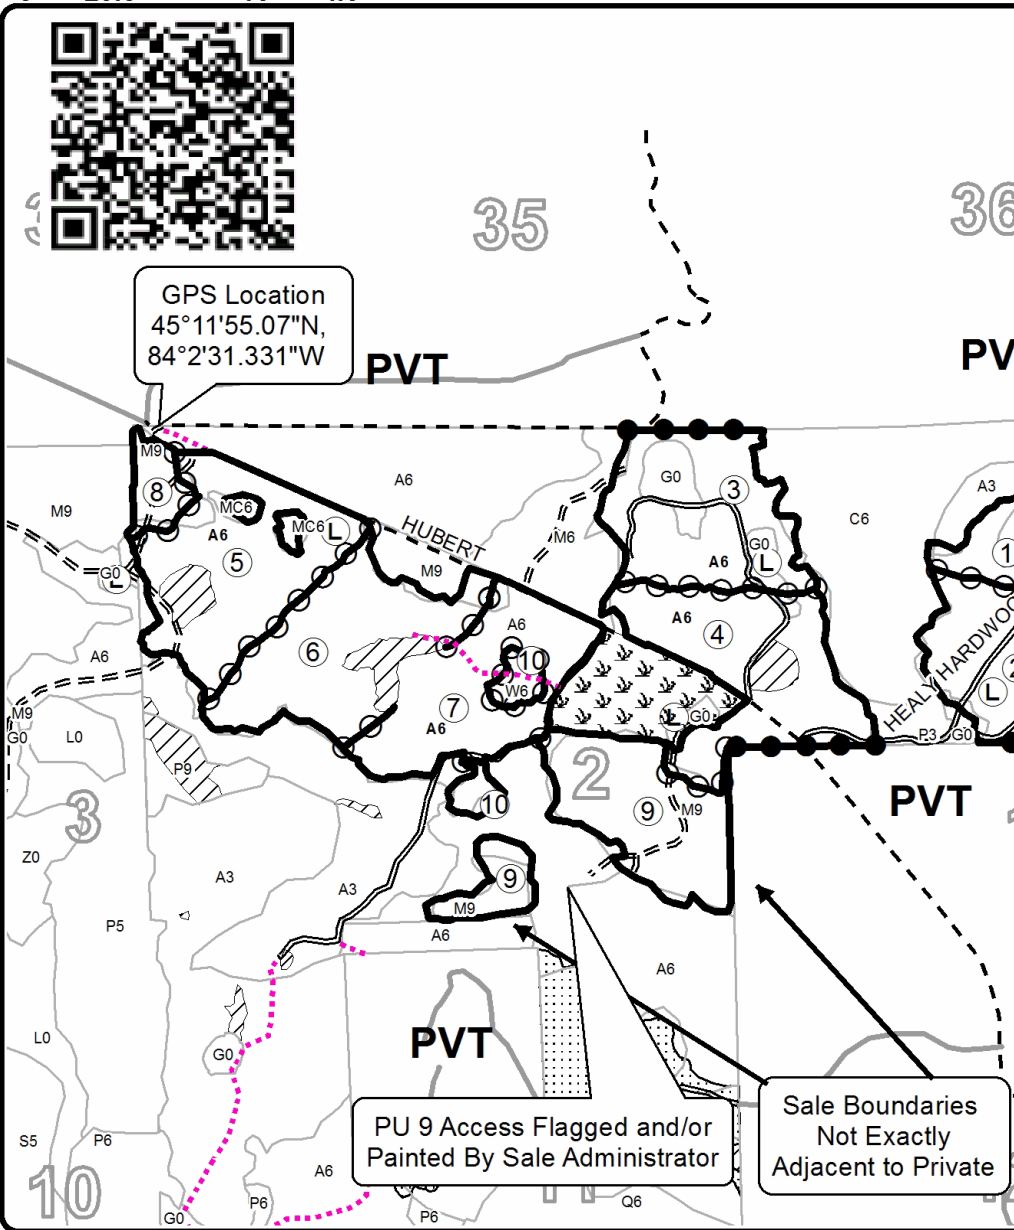 35
36
GPS Location
45°11'55.07"N,
84°2'31.331"W
PVT
PV
M9
8
MC6
MC6
L
A6
5
M9
G0
L
A6
HUBERT
M6
M9
G0
3
A6
G0
L
C6
A3
1
A6
4
A6
6
A6
10
W6
7
A6
M9
G0
L0
P9
L
G0
HEALY HARDWOO
P3
G0
L
2
2
3
10
9
M9
PVT
Z0
A3
A3
9
M9
P5
A6
A6
L0
G0
PVT
PU 9 Access Flagged and/or
Painted By Sale Administrator
Sale Boundaries
Not Exactly
Adjacent to Private
S5
P6
A6
10
P6
G0
P6
11
Q6